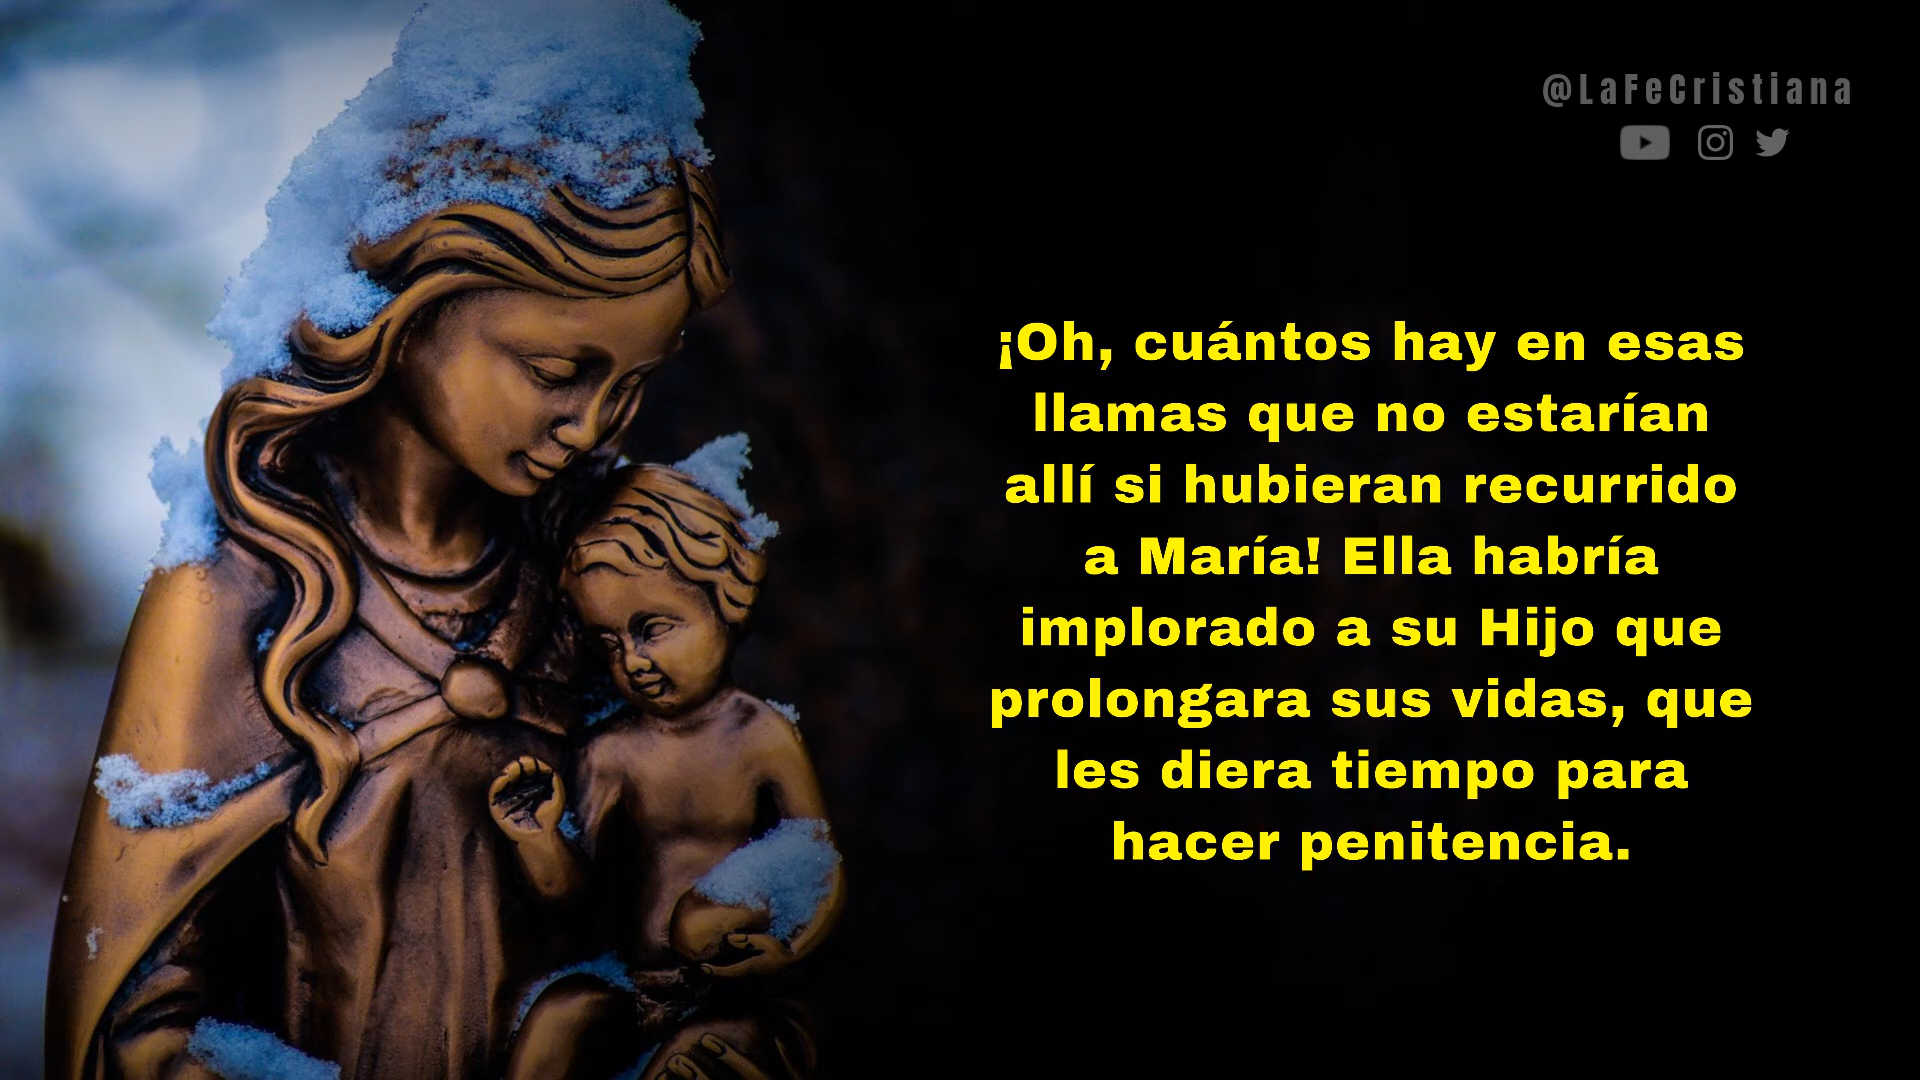 @LaFeCristiana
¡Oh, cuántos hay en esas
llamas que no estarían
allí si hubieran recurrido
a María! Ella habría
implorado a su Hijo que
prolongara sus vidas, que
les diera tiempo para
hacer penitencia.